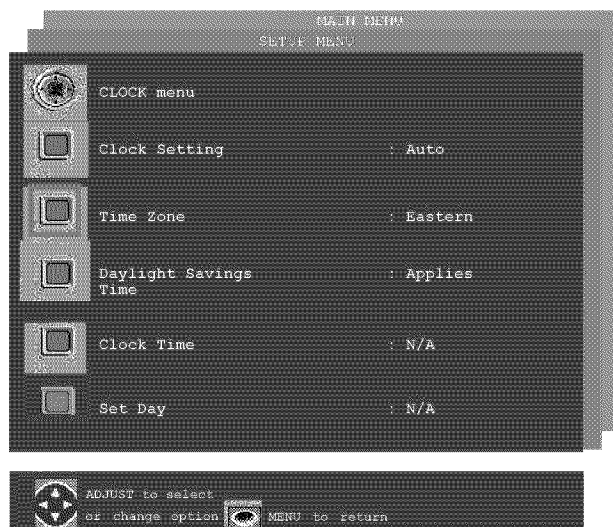 MAIN MENU
SETUP MENU
CLOCK menu
Clock Setting : Auto
Time Zone : Eastern
Daylight Savings : Applies
Time
Clock Time : N/A
Set Day : N/A
ADJUST to select
or change option MENU to return